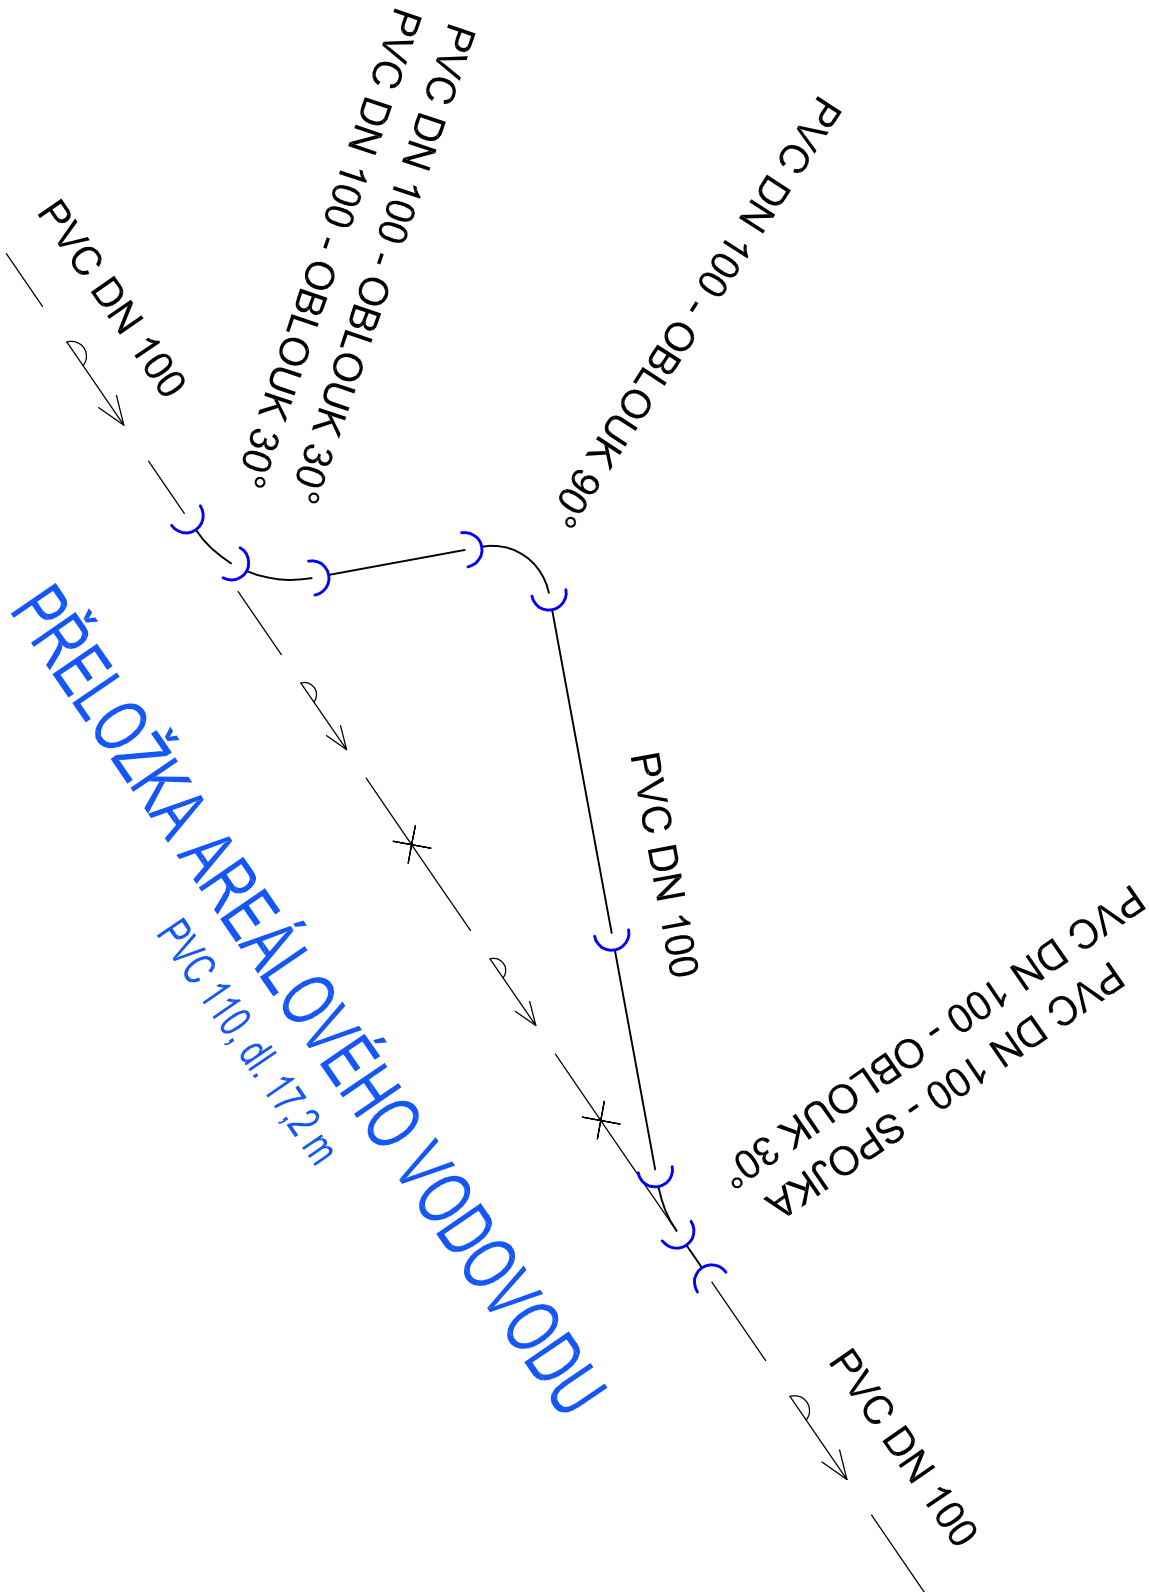 PVC DN 100 - OBLOUK 30°
PVC DN 100 - OBLOUK 30°
PVC DN 100 - OBLOUK 90°
PVC DN 100
PŘELOŽKA AREÁLOVÉHO VODOVODU
PVC 110, dl. 17,2 m
PVC DN 100
PVC DN 100 - OBLOUK 30°
PVC DN 100 - SPOJKA
PVC DN 100